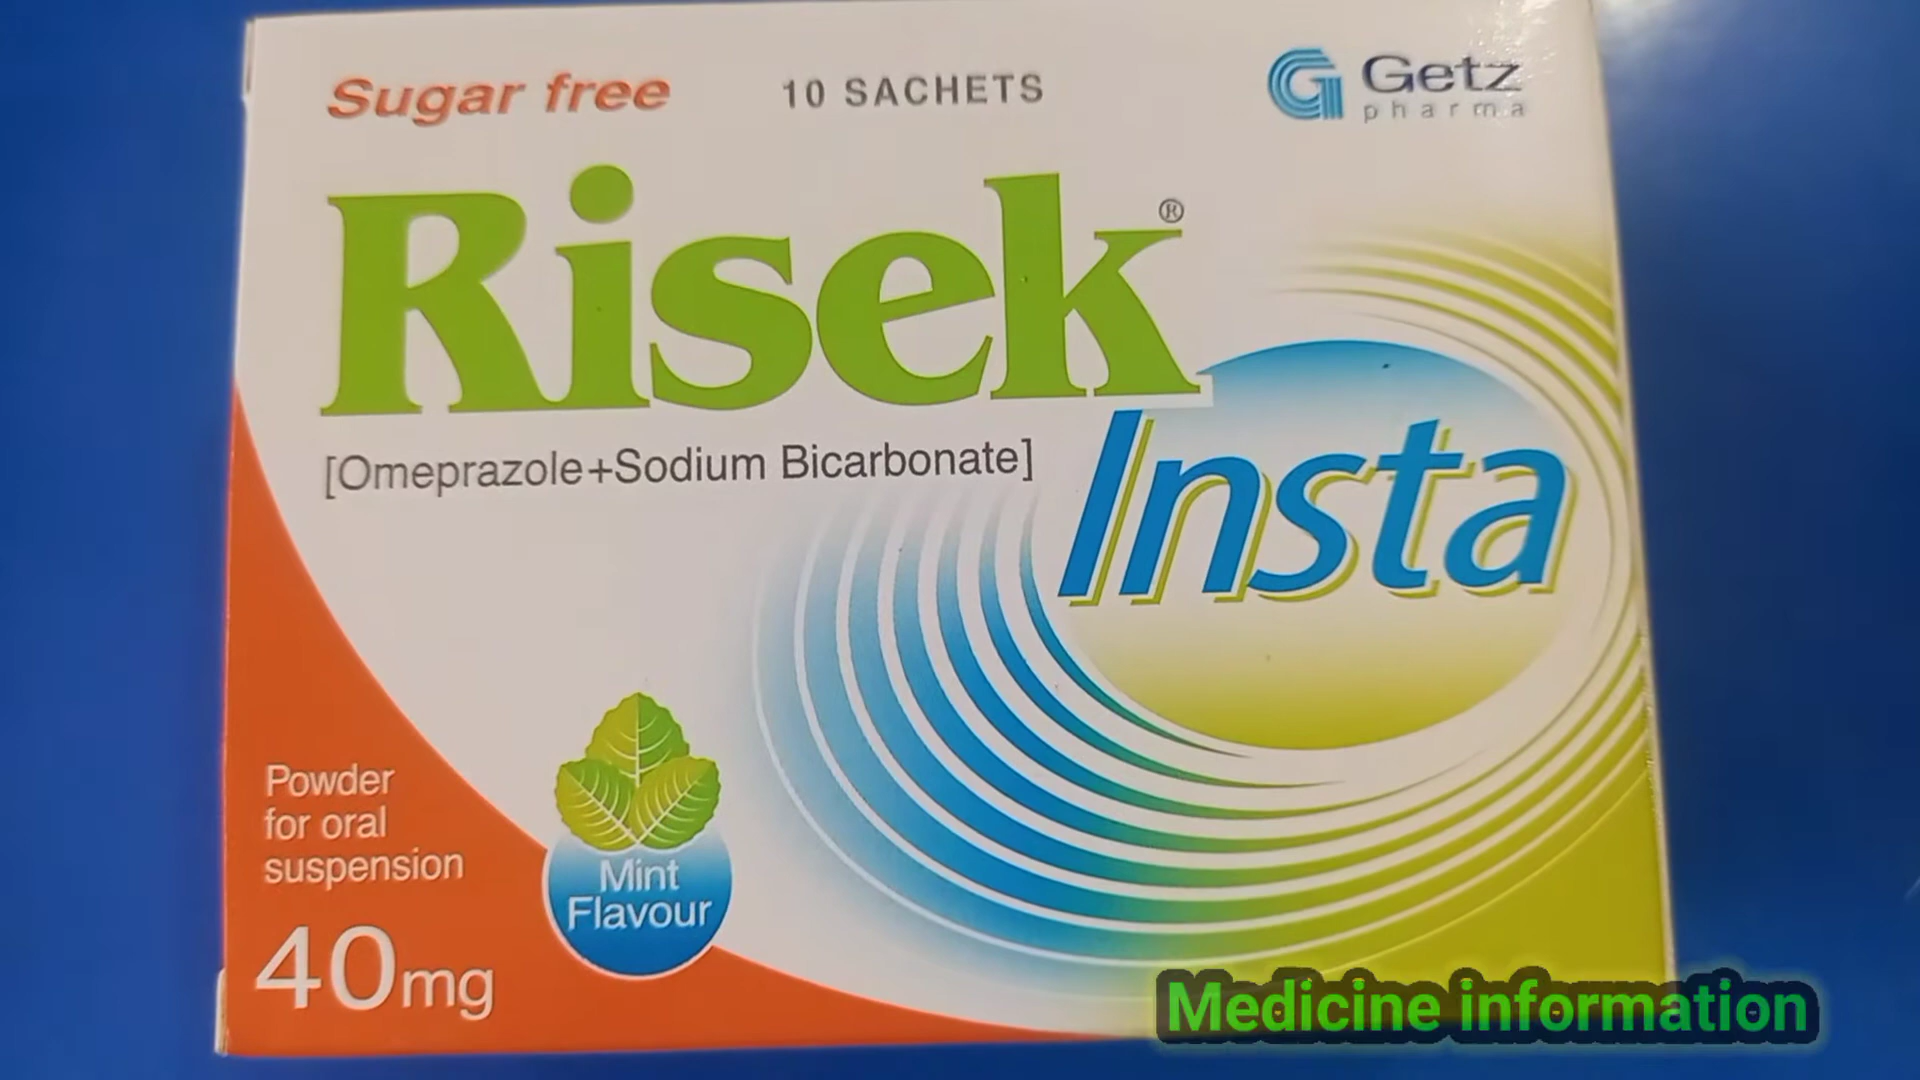 Sugar free
10 SACHETS
Getz
pharma
Risek®
Insta
[Omeprazole+Sodium Bicarbonate]
Powder
for oral
suspension
40mg
Mint
Flavour
Medicine information